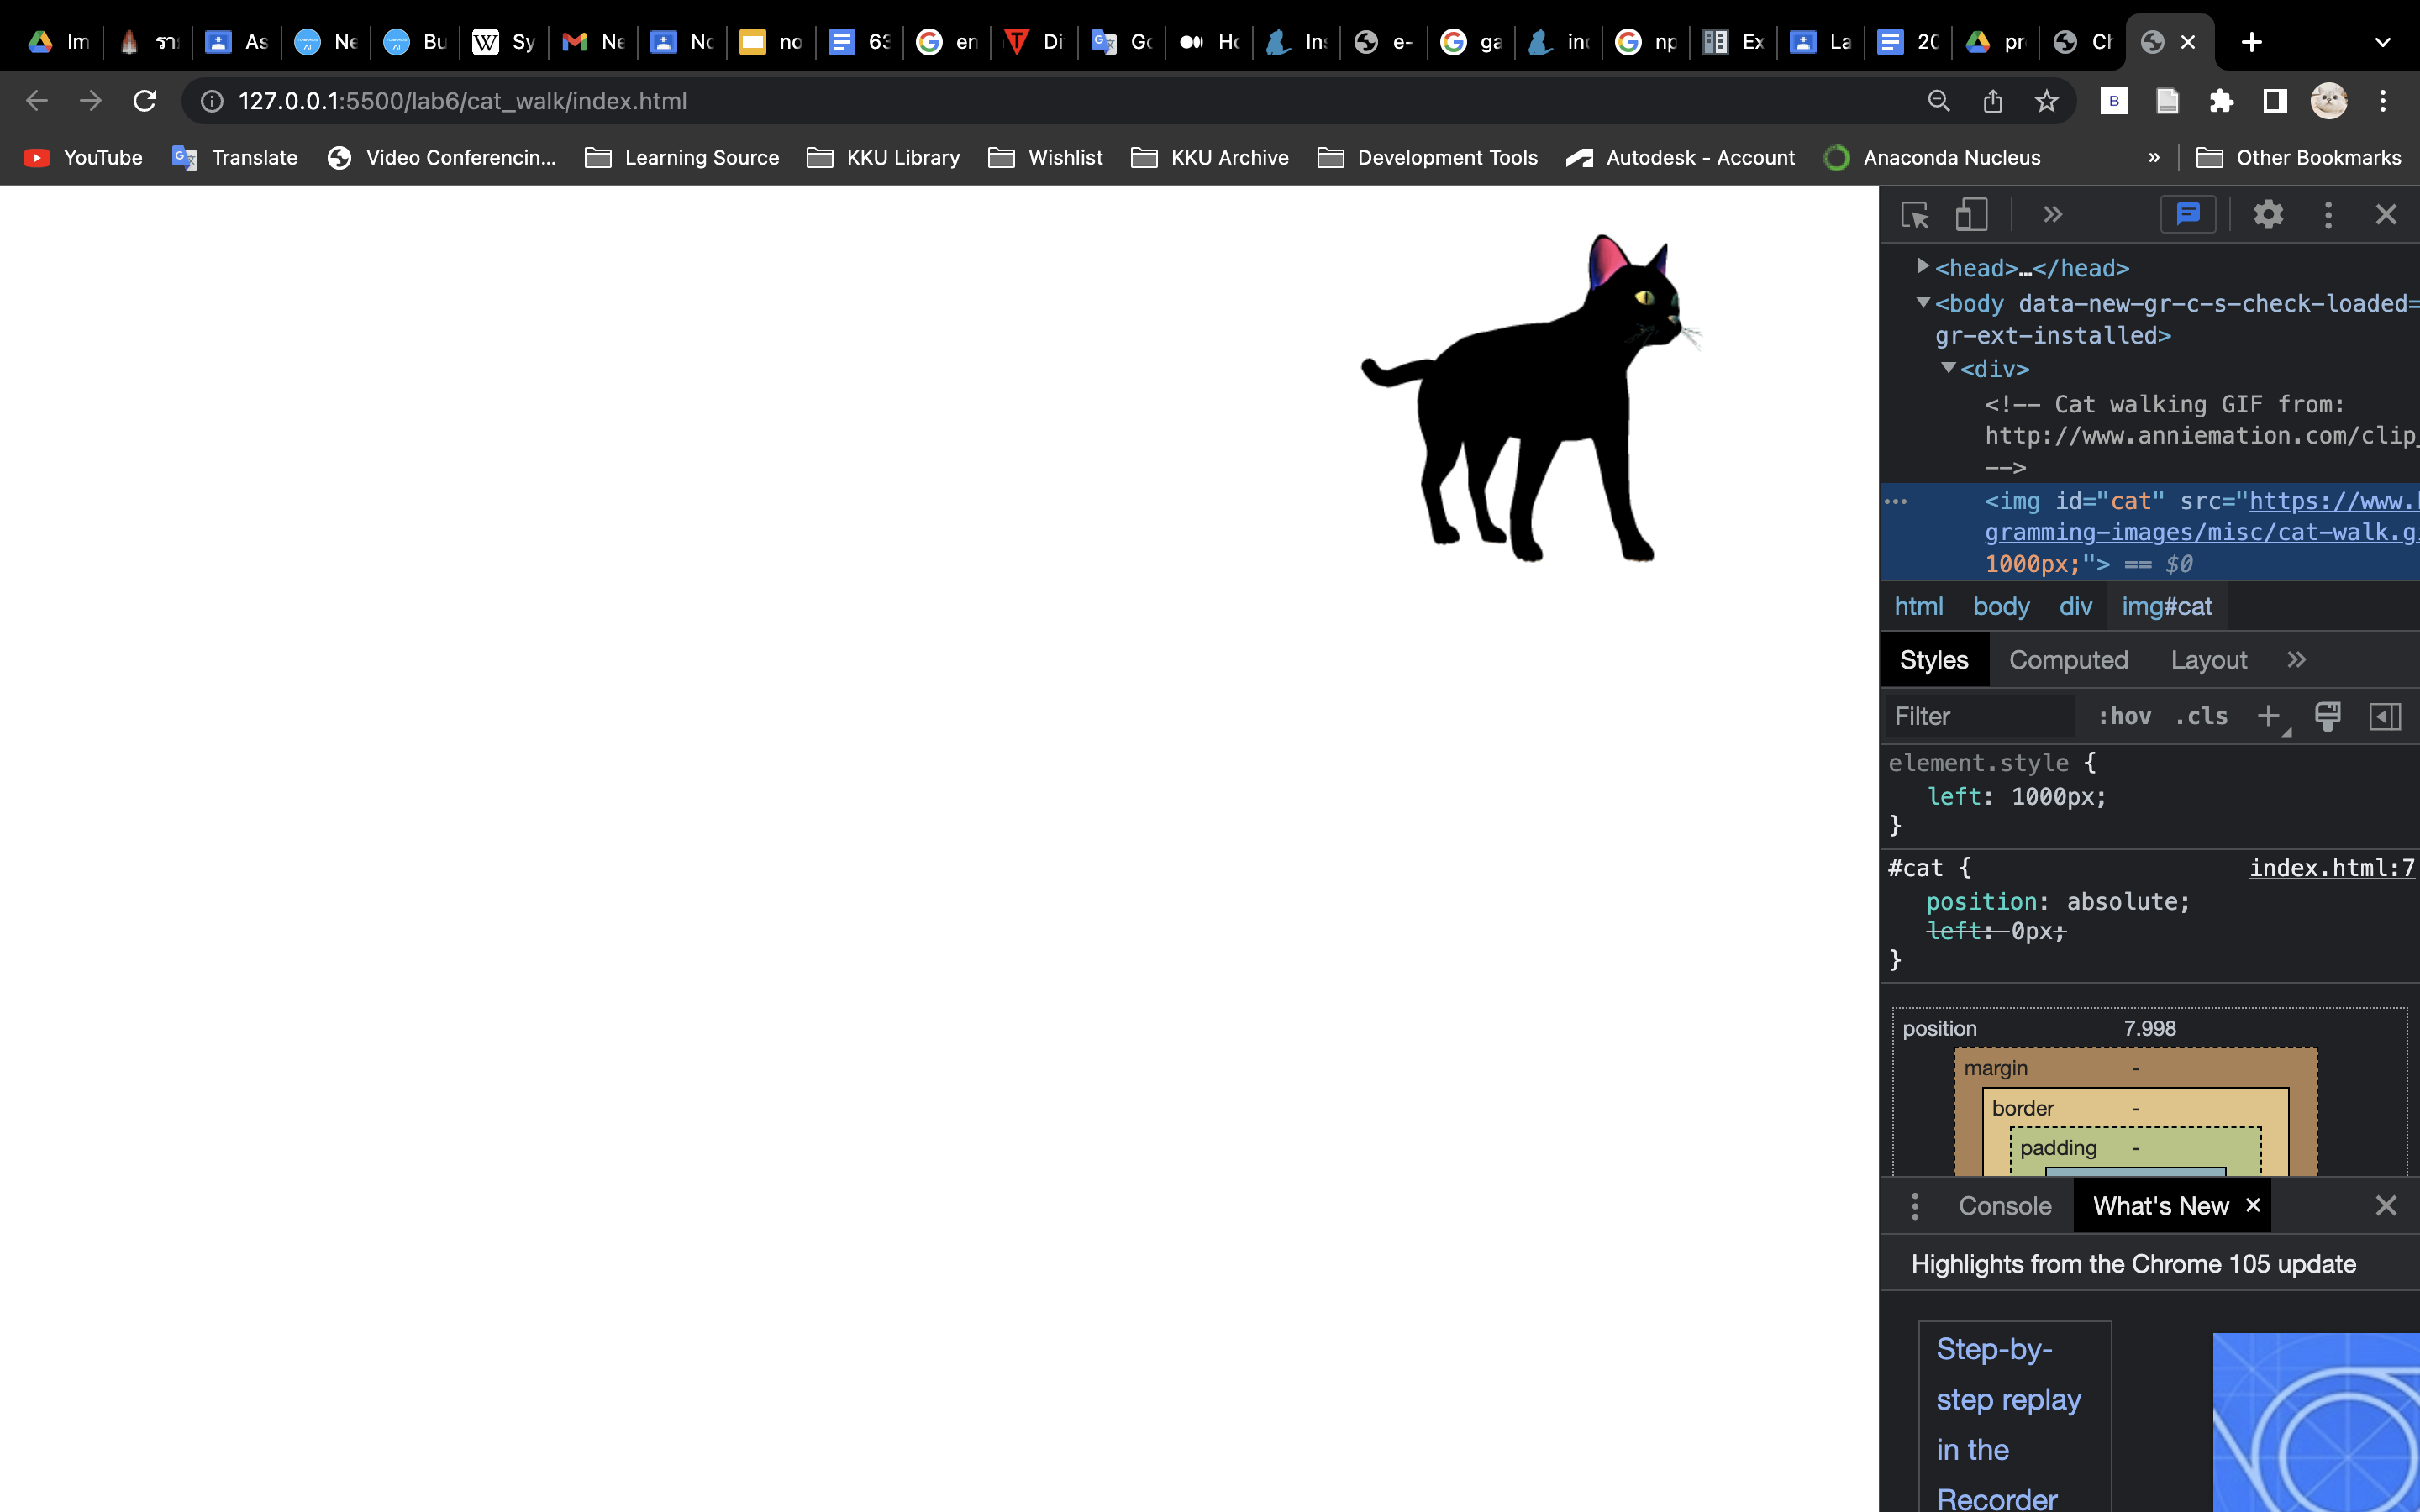 Im
รา
As
Ne
Bu
W Sy
Ne
No
no
63
en
Di
Go
Ho
Ins
e-
ga
inc
np
Ex
La
20
pr
Ch
127.0.0.1:5500/lab6/cat_walk/index.html
YouTube Translate Video Conferencin... Learning Source KKU Library Wishlist KKU Archive Development Tools Autodesk - Account Anaconda Nucleus » Other Bookmarks
<head>…</head>
<body data-new-gr-c-s-check-loaded=
gr-ext-installed>
<div>
<!-- Cat walking GIF from:
http://www.anniemation.com/clip_
-->
<img id="cat" src="https://www.
gramming-images/misc/cat-walk.g
1000px;"> == $0
html body div img#cat
Styles Computed Layout »
Filter :hov .cls +
element.style {
left: 1000px;
}
#cat { index.html:7
position: absolute;
left: 0px;
}
position 7.998
margin -
border -
padding -
Console What's New ×
Highlights from the Chrome 105 update
Step-by-
step replay
in the
Recorder